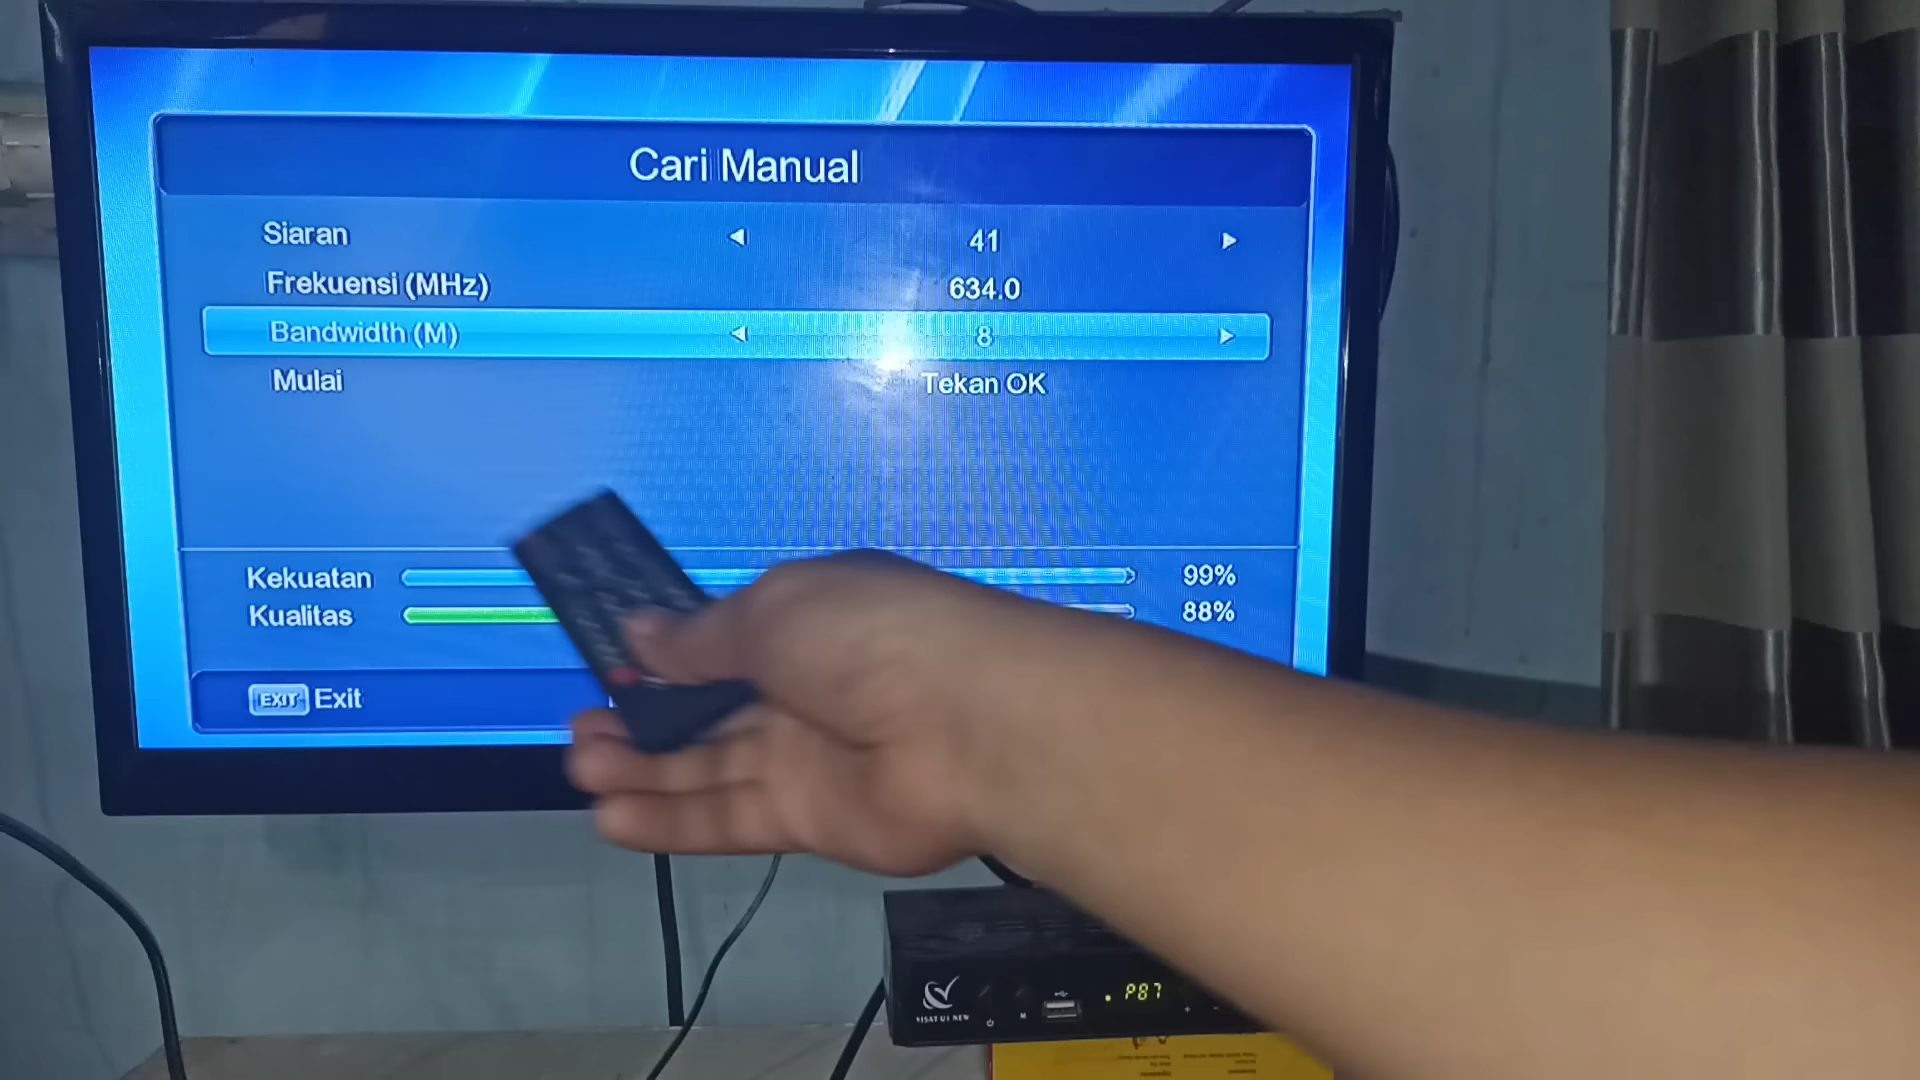 Cari Manual
Siaran 41
Frekuensi (MHz) 634.0
Bandwidth (M) 8
Mulai Tekan OK
Kekuatan 99%
Kualitas 88%
EXIT Exit
P87